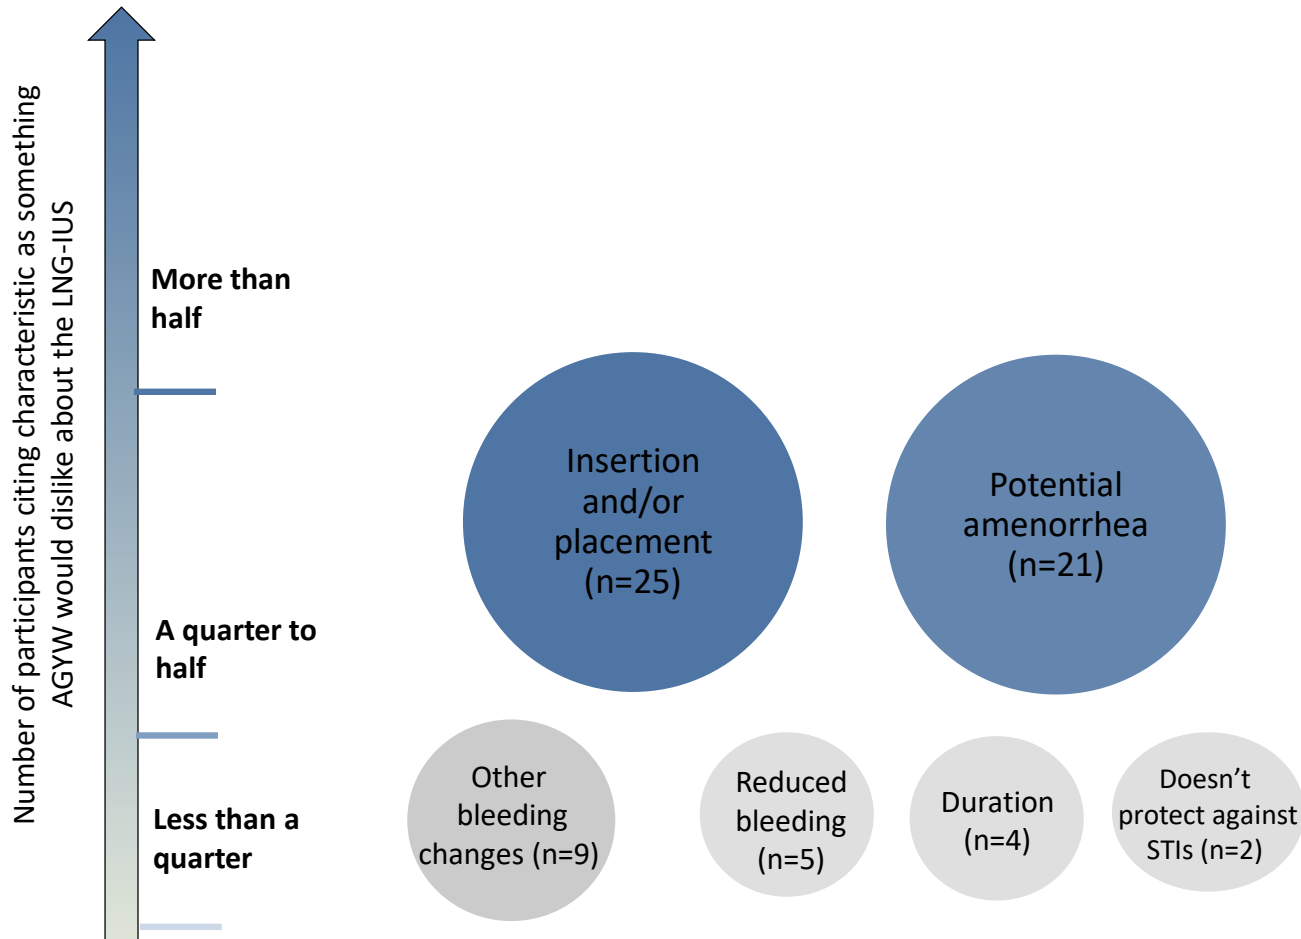 Number of participants citing characteristic as something
AGYW would dislike about the LNG-IUS
More than
half
Insertion
and/or
placement
(n=25)
Potential
amenorrhea
(n=21)
A quarter to
half
Less than a
quarter
Other
bleeding
changes (n=9)
Reduced
bleeding
(n=5)
Duration
(n=4)
Doesn’t
protect against
STIs (n=2)